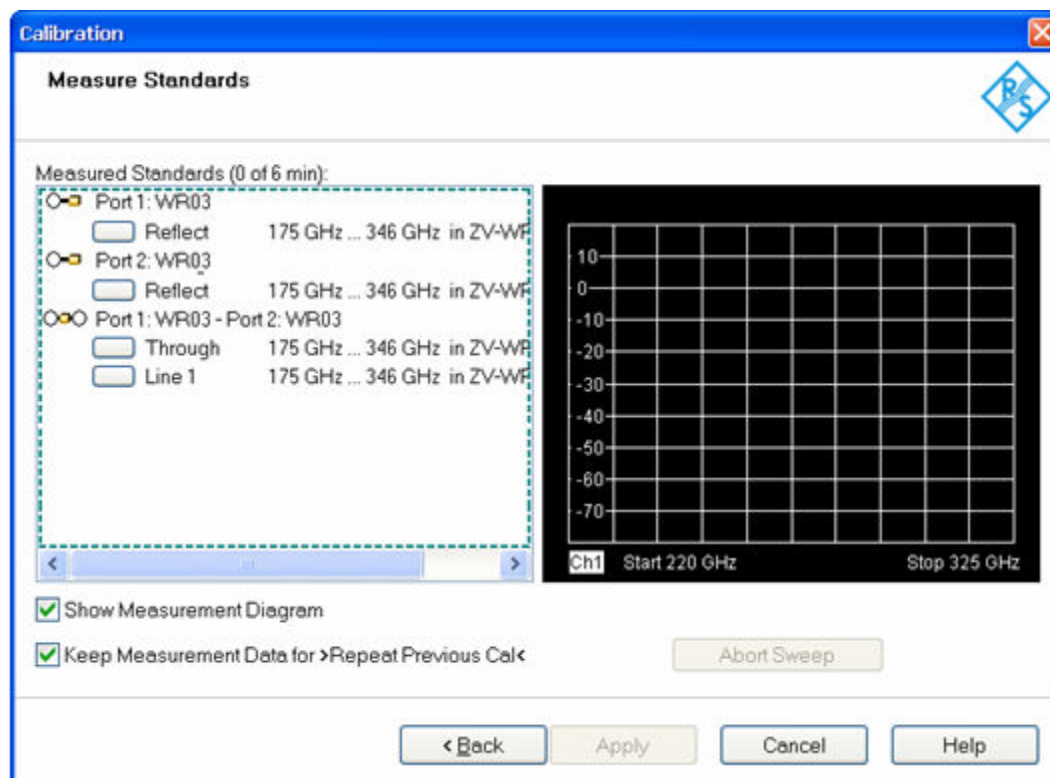 Calibration
Measure Standards
R S
Measured Standards (0 of 6 min):
Port 1: WR03
Reflect 175 GHz ... 346 GHz in ZV-WR
Port 2: WR03
Reflect 175 GHz ... 346 GHz in ZV-WR
Port 1: WR03 - Port 2: WR03
Through 175 GHz ... 346 GHz in ZV-WR
Line 1 175 GHz ... 346 GHz in ZV-WR
10
0
-10
-20
-30
-40
-50
-60
-70
Ch1 Start 220 GHz Stop 325 GHz
Show Measurement Diagram
Keep Measurement Data for >Repeat Previous Cal<
Abort Sweep
< Back Apply Cancel Help